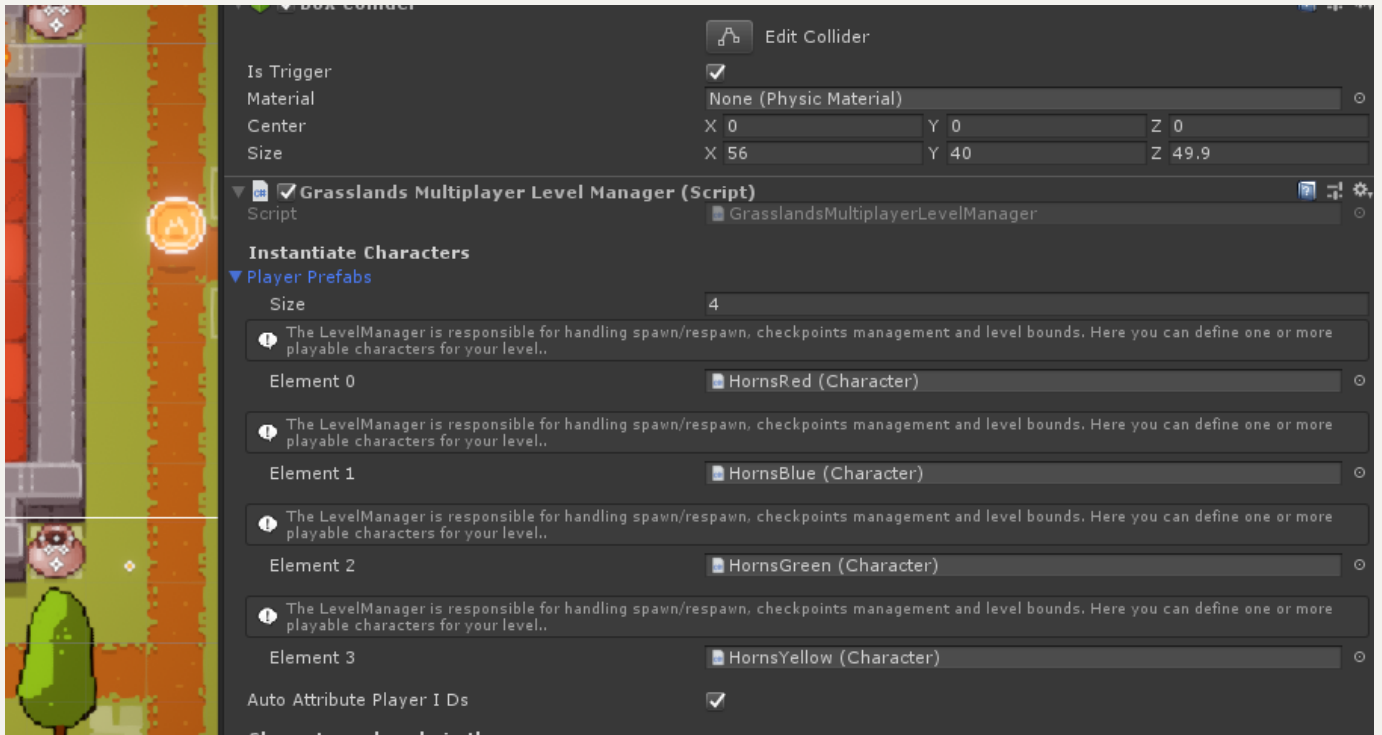 Box Collider
Edit Collider
Is Trigger
Material None (Physic Material)
Center X 0 Y 0 Z 0
Size X 56 Y 40 Z 49.9
Grasslands Multiplayer Level Manager (Script)
Script GrasslandsMultiplayerLevelManager
Instantiate Characters
Player Prefabs
Size 4
The LevelManager is responsible for handling spawn/respawn, checkpoints management and level bounds. Here you can define one or more
playable characters for your level..
Element 0 HornsRed (Character)
The LevelManager is responsible for handling spawn/respawn, checkpoints management and level bounds. Here you can define one or more
playable characters for your level..
Element 1 HornsBlue (Character)
The LevelManager is responsible for handling spawn/respawn, checkpoints management and level bounds. Here you can define one or more
playable characters for your level..
Element 2 HornsGreen (Character)
The LevelManager is responsible for handling spawn/respawn, checkpoints management and level bounds. Here you can define one or more
playable characters for your level..
Element 3 HornsYellow (Character)
Auto Attribute Player I Ds